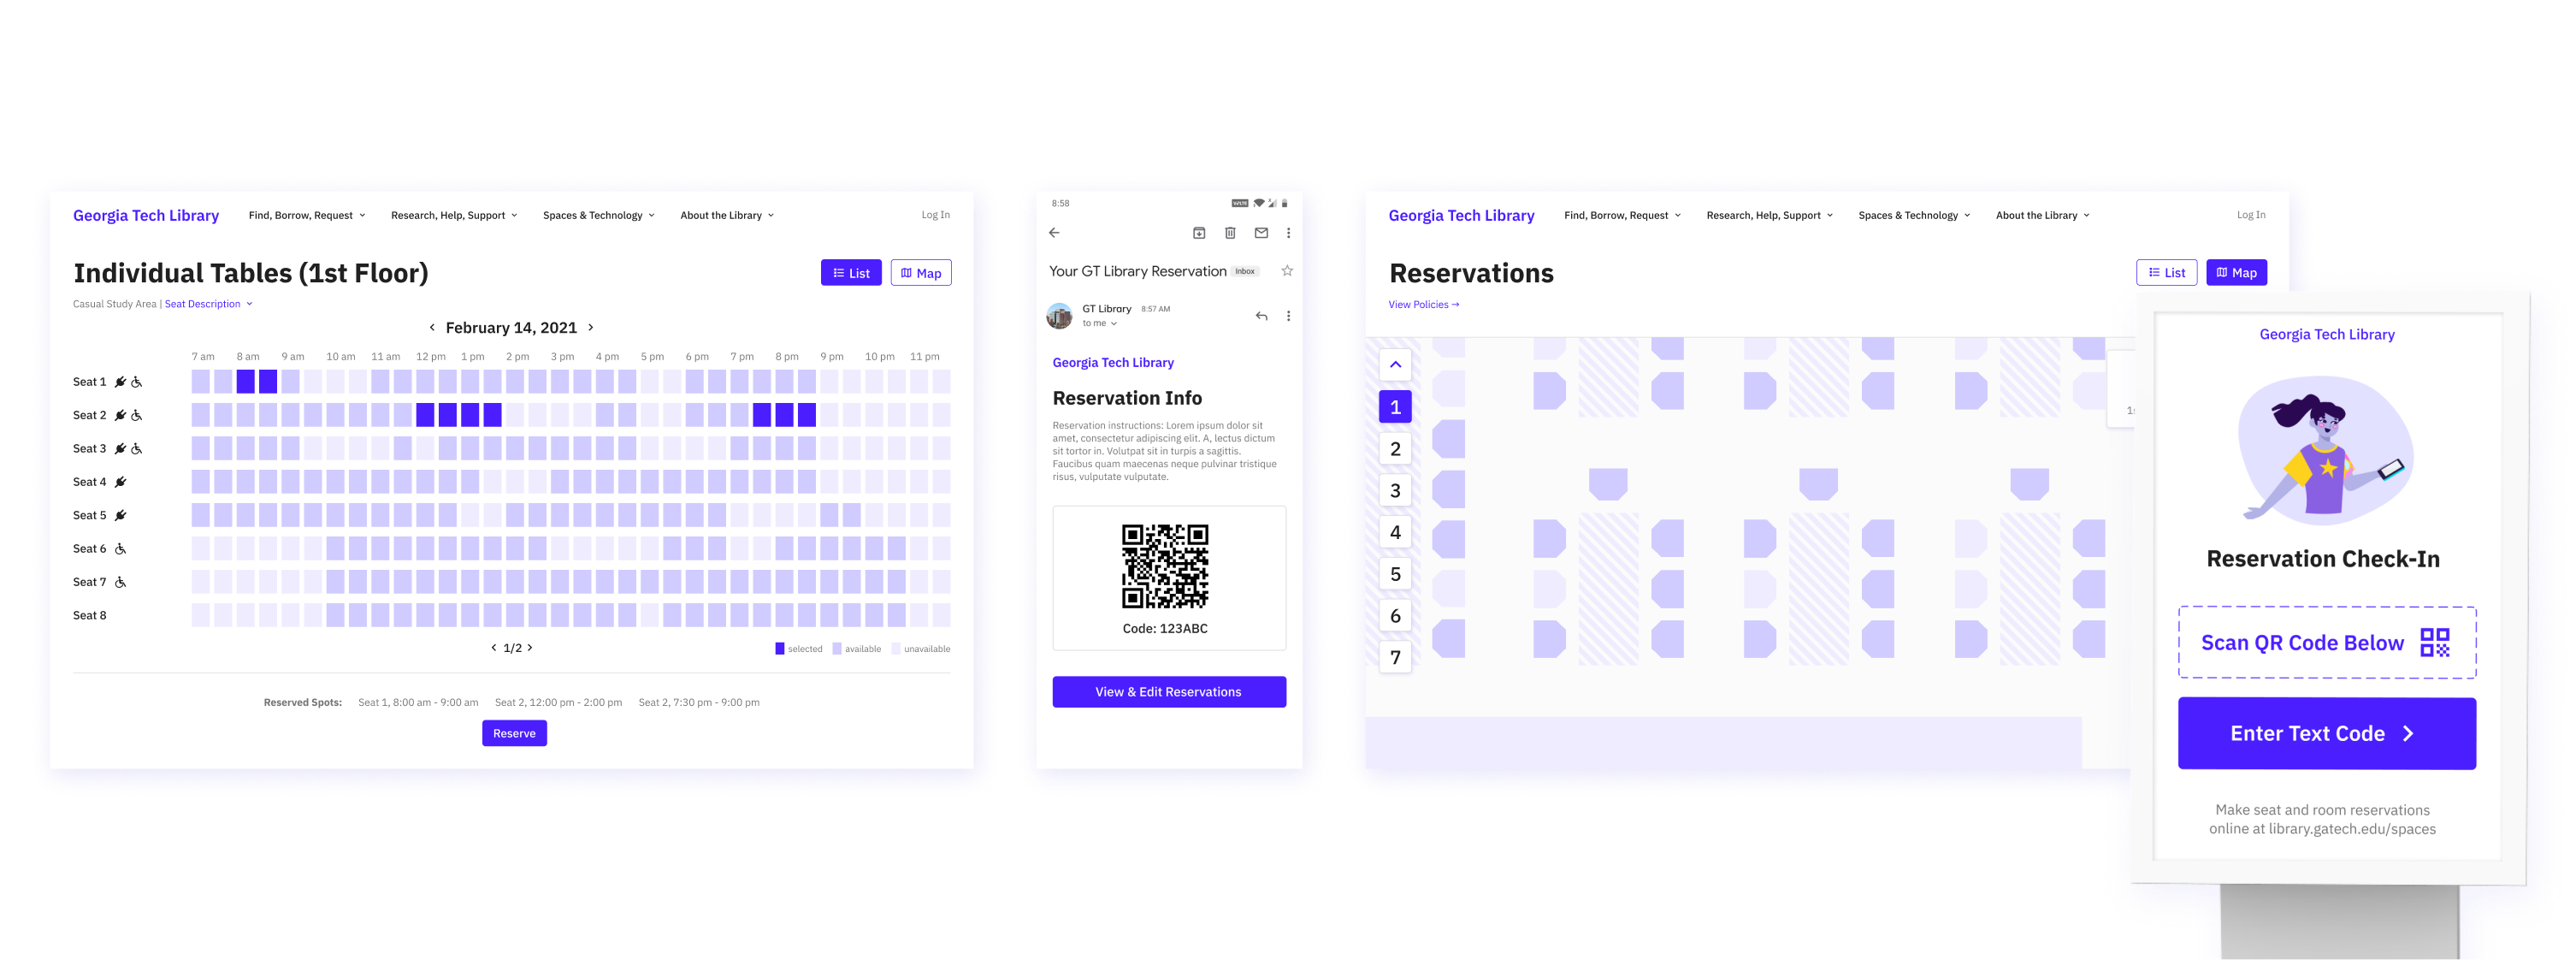 Georgia Tech Library Find, Borrow, Request Research, Help, Support Spaces & Technology About the Library Log In
Individual Tables (1st Floor) List Map
Casual Study Area | Seat Description
February 14, 2021
7 am 8 am 9 am 10 am 11 am 12 pm 1 pm 2 pm 3 pm 4 pm 5 pm 6 pm 7 pm 8 pm 9 pm 10 pm 11 pm
Seat 1
Seat 2
Seat 3
Seat 4
Seat 5
Seat 6
Seat 7
Seat 8
1/2
selected available unavailable
Reserved Spots: Seat 1, 8:00 am - 9:00 am Seat 2, 12:00 pm - 2:00 pm Seat 2, 7:30 pm - 9:00 pm
Reserve
8:58 VoLTE
Your GT Library Reservation Inbox
GT Library 8:57 AM
to me
Georgia Tech Library
Reservation Info
Reservation instructions: Lorem ipsum dolor sit
amet, consectetur adipiscing elit. A, lectus dictum
sit tortor in. Volutpat sit in turpis a sagittis.
Faucibus quam maecenas neque pulvinar tristique
risus, vulputate vulputate.
Code: 123ABC
View & Edit Reservations
Georgia Tech Library Find, Borrow, Request Research, Help, Support Spaces & Technology About the Library Log In
Reservations List Map
View Policies →
1
2
3
4
5
6
7
Georgia Tech Library
Reservation Check-In
Scan QR Code Below
Enter Text Code
Make seat and room reservations
online at library.gatech.edu/spaces